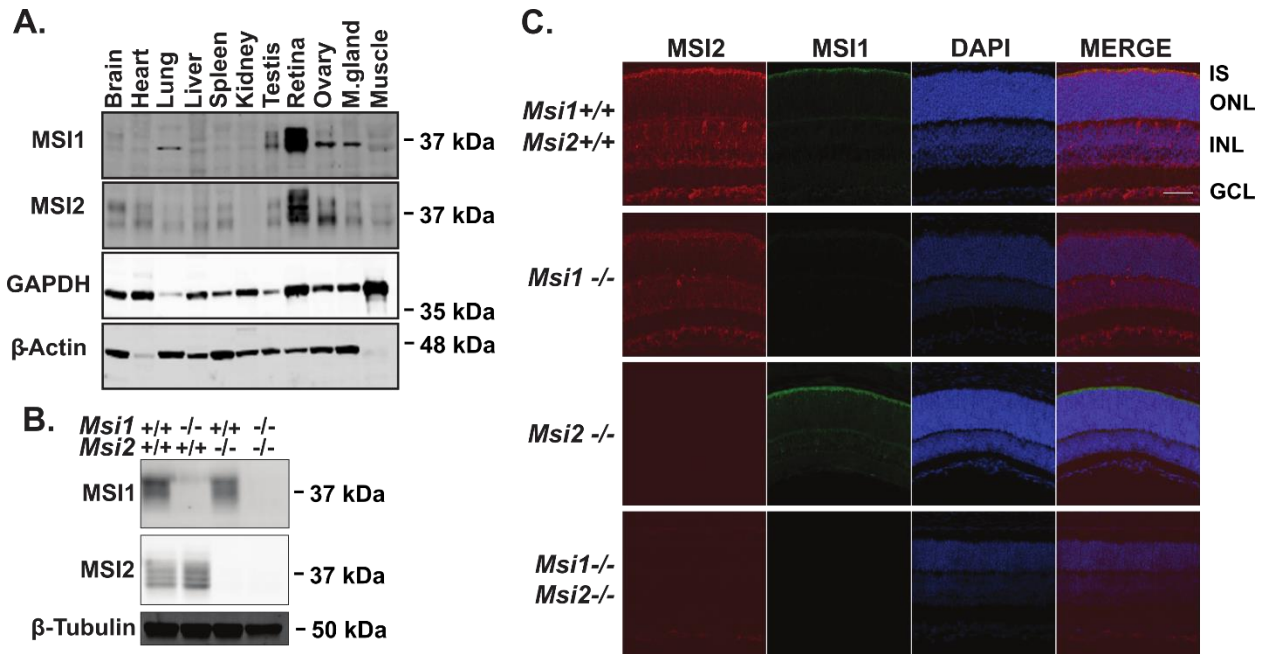 A.
Brain Heart Lung Liver Spleen Kidney Testis Retina Ovary M.gland Muscle
MSI1
- 37 kDa
MSI2
- 37 kDa
GAPDH
- 35 kDa
β-Actin
- 48 kDa
B.
Msi1 +/+ -/- +/+ -/-
Msi2 +/+ +/+ -/- -/-
MSI1
- 37 kDa
MSI2
- 37 kDa
β-Tubulin
- 50 kDa
C.
MSI2 MSI1 DAPI MERGE
Msi1+/+
Msi2+/+
IS
ONL
INL
GCL
Msi1 -/-
Msi2 -/-
Msi1-/-
Msi2-/-